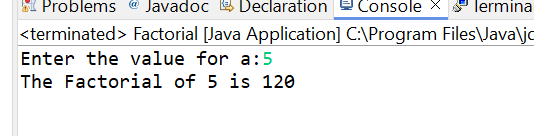 Problems @ Javadoc Declaration Console ×
<terminated> Factorial [Java Application] C:\Program Files\Java\
Enter the value for a:5
The Factorial of 5 is 120